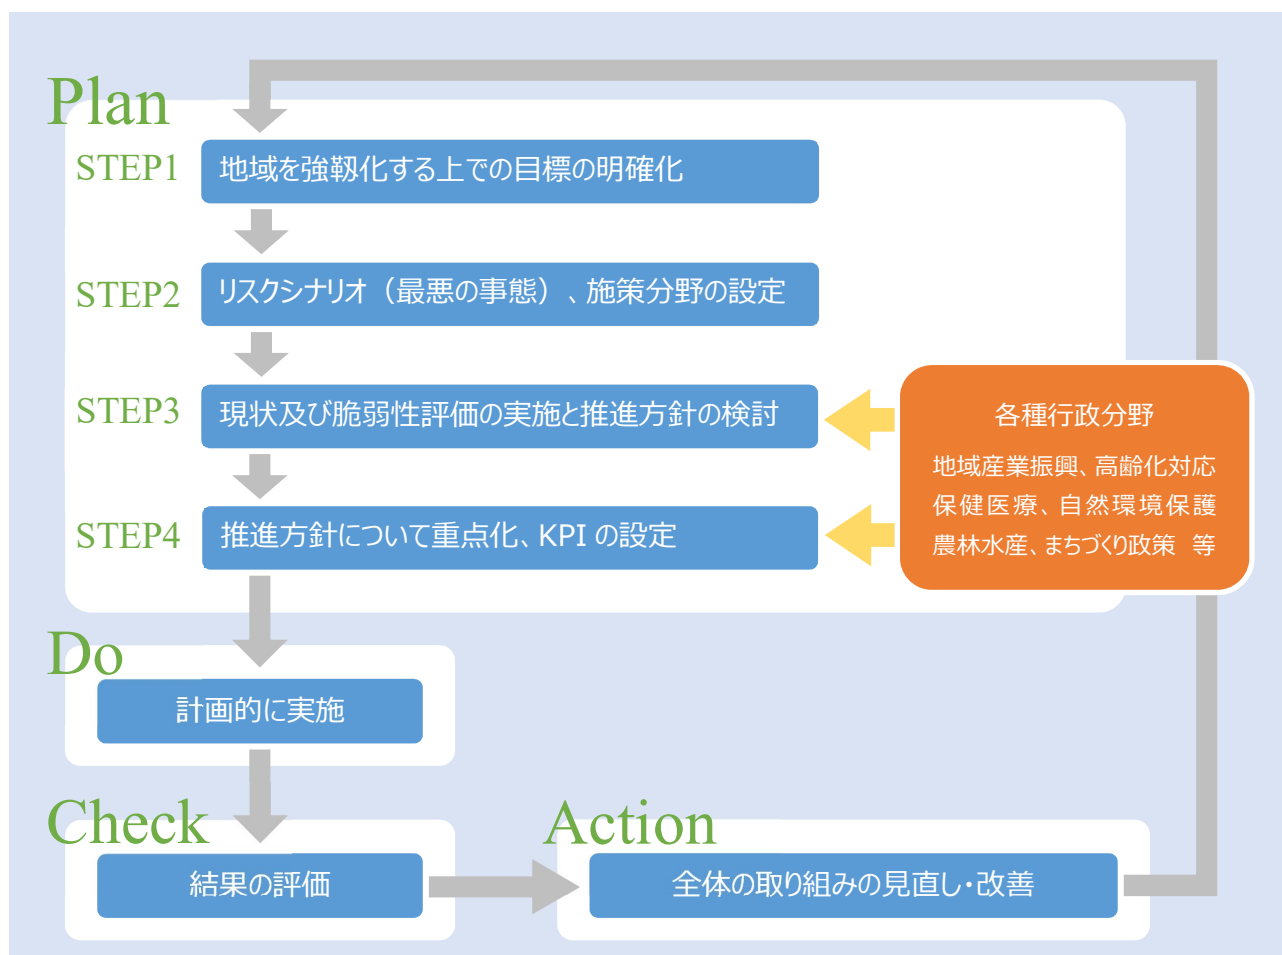 Plan
STEP1
地域を強靱化する上での目標の明確化
STEP2
リスクシナリオ（最悪の事態）、施策分野の設定
STEP3
現状及び脆弱性評価の実施と推進方針の検討
STEP4
推進方針について重点化、KPI の設定
各種行政分野
地域産業振興、高齢化対応
保健医療、自然環境保護
農林水産、まちづくり政策　等
Do
計画的に実施
Check
結果の評価
Action
全体の取り組みの見直し・改善